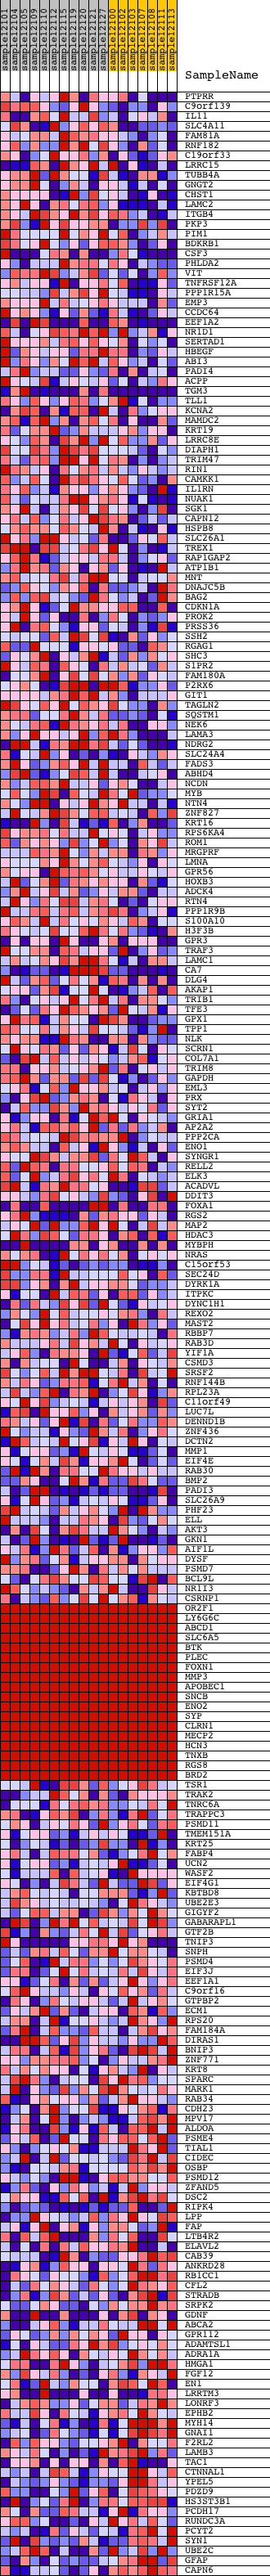 SampleName
PTPRR
C9orf139
IL11
SLC4A11
FAM81A
RNF182
C19orf33
LRRC15
TUBB4A
GNGT2
CHST1
LAMC2
ITGB4
PKP3
PIM1
BDKRB1
CSF3
PHLDA2
VIT
TNFRSF12A
PPP1R15A
EMP3
CCDC64
EEF1A2
NR1D1
SERTAD1
HBEGF
ABI3
PADI4
ACPP
TGM3
TLL1
KCNA2
MAMDC2
KRT19
LRRC8E
DIAPH1
TRIM47
RIN1
CAMKK1
IL1RN
NUAK1
SGK1
CAPN12
HSPB8
SLC26A1
TREX1
RAP1GAP2
ATP1B1
MNT
DNAJC5B
BAG2
CDKN1A
PROK2
PRSS36
SSH2
RGAG1
SHC3
S1PR2
FAM180A
P2RX6
GIT1
TAGLN2
SQSTM1
NEK6
LAMA3
NDRG2
SLC24A4
FADS3
ABHD4
NCDN
MYB
NTN4
ZNF827
KRT16
RPS6KA4
ROM1
MRGPRF
LMNA
GPR56
HOXB3
ADCK4
RTN4
PPP1R9B
S100A10
H3F3B
GPR3
TRAF3
LAMC1
CA7
DLG4
AKAP1
TRIB1
TFE3
GPX1
TPP1
NLK
SCRN1
COL7A1
TRIM8
GAPDH
EML3
PRX
SYT2
GRIA1
AP2A2
PPP2CA
ENO1
SYNGR1
RELL2
ELK3
ACADVL
DDIT3
FOXA1
RGS2
MAP2
HDAC3
MYBPH
NRAS
C15orf53
SEC24D
DYRK1A
ITPKC
DYNC1H1
REXO2
MAST2
RBBP7
RAB3D
YIF1A
CSMD3
SRSF2
RNF144B
RPL23A
C11orf49
LUC7L
DENND1B
ZNF436
DCTN2
MMP1
EIF4E
RAB30
BMP2
PADI3
SLC26A9
PHF23
ELL
AKT3
GKN1
AIF1L
DYSF
PSMD7
BCL9L
NR1I3
CSRNP1
OR2F1
LY6G6C
ABCD1
SLC6A5
BTK
PLEC
FOXN1
MMP3
APOBEC1
SNCB
ENO2
SYP
CLRN1
MECP2
HCN3
TNXB
RGS8
BRD2
TSR1
TRAK2
TNRC6A
TRAPPC3
PSMD11
TMEM151A
KRT25
FABP4
UCN2
WASF2
EIF4G1
KBTBD8
UBE2E3
GIGYF2
GABARAPL1
GTF2B
TNIP3
SNPH
PSMD4
EIF3J
EEF1A1
C9orf16
GTPBP2
ECM1
RPS20
FAM184A
DIRAS1
BNIP3
ZNF771
KRT8
SPARC
MARK1
RAB34
CDH23
MPV17
ALDOA
PSME4
TIAL1
CIDEC
OSBP
PSMD12
ZFAND5
DSC2
RIPK4
LPP
FAP
LTB4R2
ELAVL2
CAB39
ANKRD28
RB1CC1
CFL2
STRADB
SRPK2
GDNF
ABCA2
GPR112
ADAMTSL1
ADRA1A
HMGA1
FGF12
EN1
LRRTM3
LONRF3
EPHB2
MYH14
GNAI1
F2RL2
LAMB3
TAC1
CTNNAL1
YPEL5
PDZD9
HS3ST3B1
PCDH17
RUNDC3A
PCYT2
SYN1
UBE2C
GFAP
CAPN6